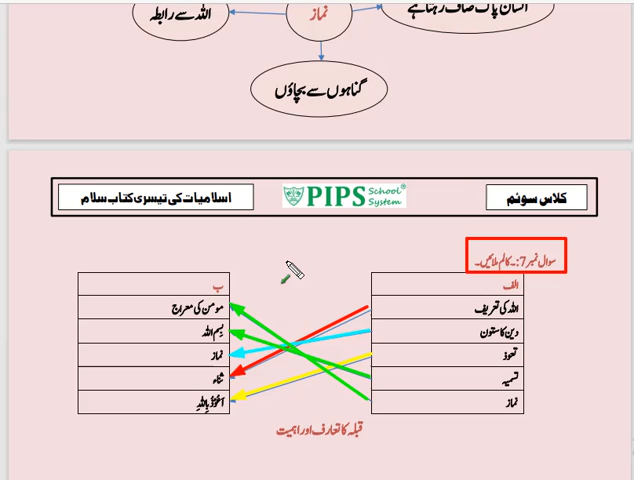 انسان پاک صاف رہتا ہے
نماز
اللہ سے رابطہ
گناہوں سے بچاؤں
کلاس سوئم
PIPS School System
اسلامیات کی تیسری کتاب سلام
سوال نمبر 7:۔ کالم ملائیں۔
الف
ب
اللہ کی تعریف
مومن کی معراج
دین کا ستون
بسم اللہ
تعوذ
نماز
تسمیہ
ثناء
نماز
اَعُوْذُ بِاللہِ
قبلہ کا تعارف اور اہمیت